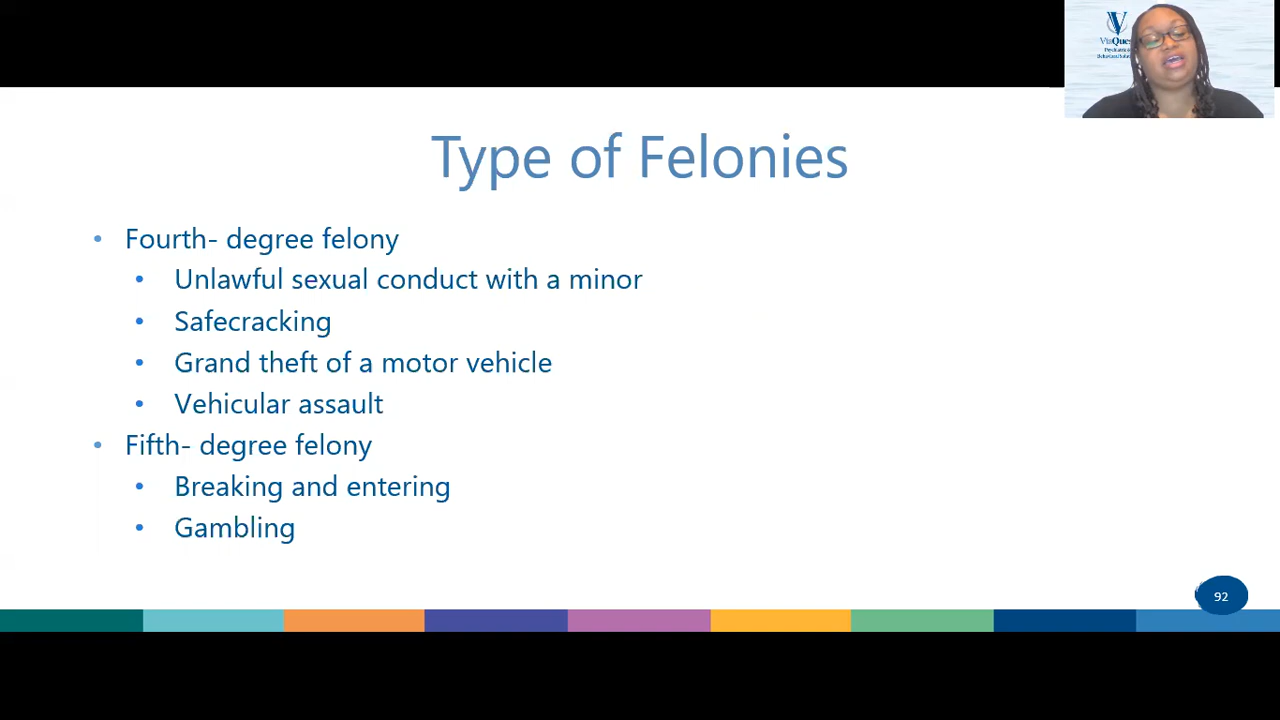 V
Type of Felonies
• Fourth- degree felony
• Unlawful sexual conduct with a minor
• Safecracking
• Grand theft of a motor vehicle
• Vehicular assault
• Fifth- degree felony
• Breaking and entering
• Gambling
92